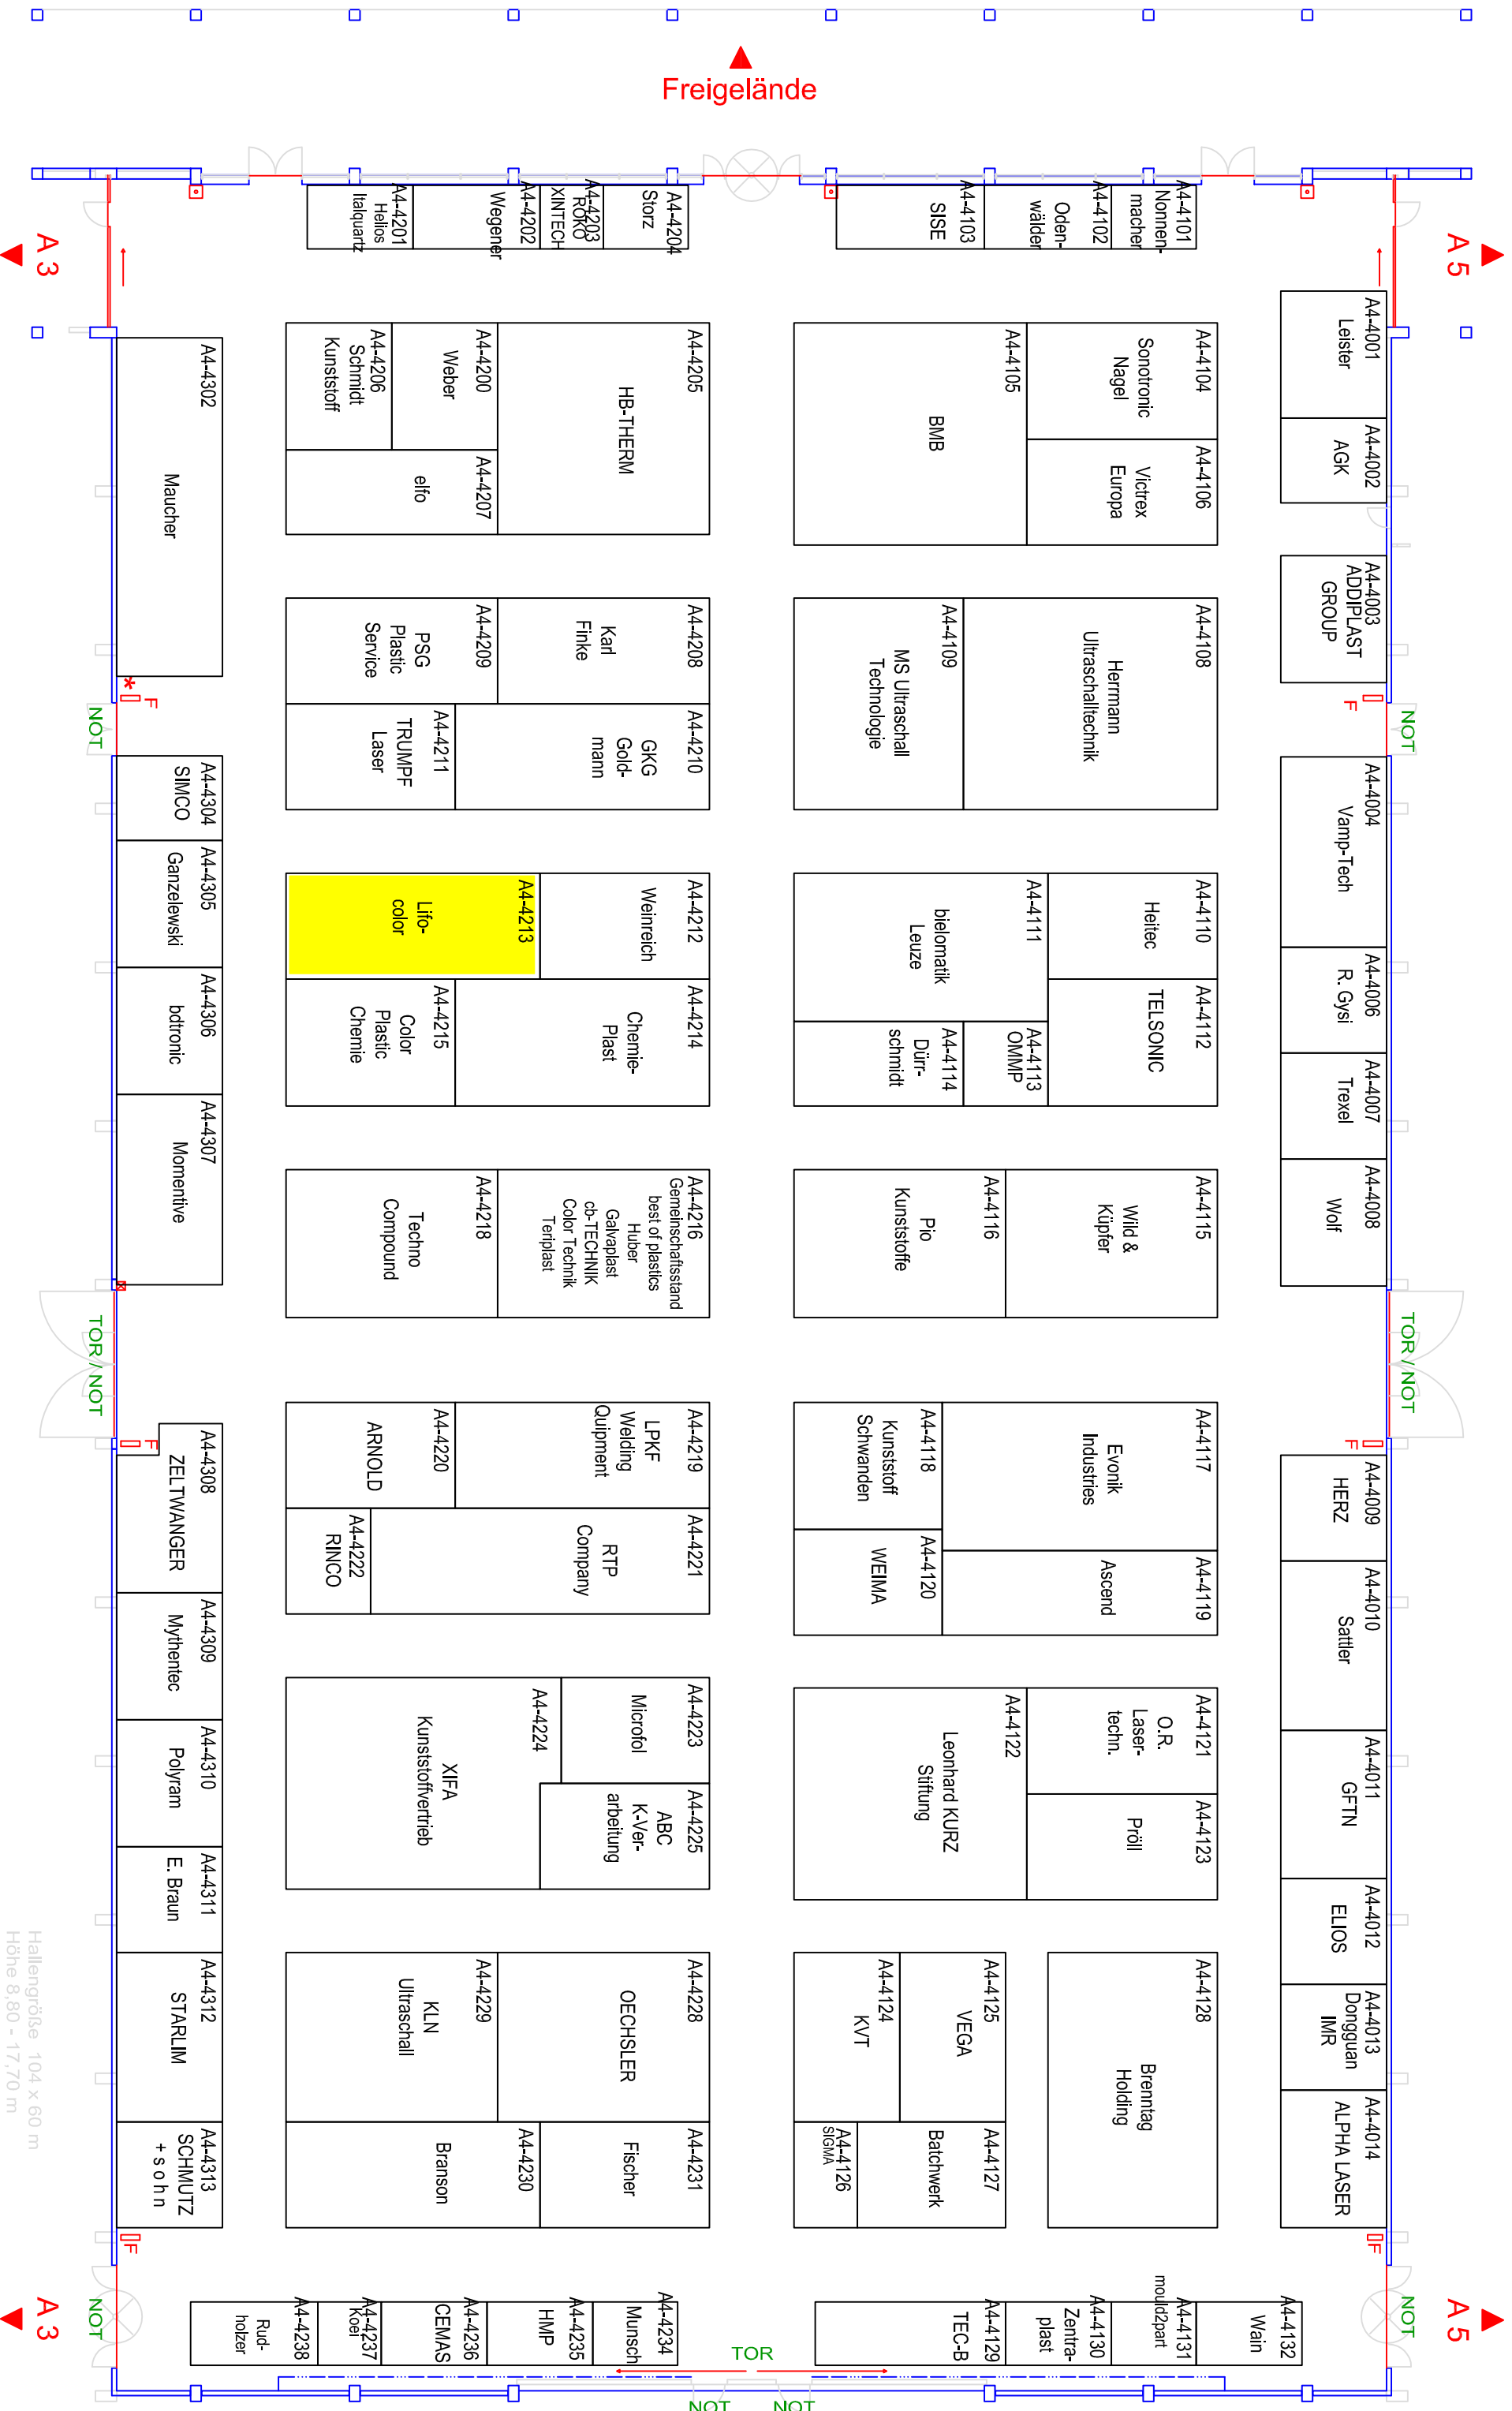 Freigelände
A 3
A 5
A4-4201
Helios
Italquartz
A4-4202
Wegener
A4-4203
ROKO
XINTECH
A4-4204
Storz
A4-4103
SISE
A4-4102
Oden-
wälder
A4-4101
Nonnen-
macher
A4-4001
Leister
A4-4002
AGK
A4-4003
ADDIPLAST
GROUP
A4-4302
Maucher
A4-4206
Schmidt
Kunststoff
A4-4200
Weber
A4-4205
HB-THERM
A4-4207
elfo
A4-4105
BMB
A4-4104
Sonotronic
Nagel
A4-4106
Victrex
Europa
A4-4209
PSG
Plastic
Service
A4-4208
Karl
Finke
A4-4211
TRUMPF
Laser
A4-4210
GKG
Gold-
mann
A4-4109
MS Ultraschall
Technologie
A4-4108
Herrmann
Ultraschalltechnik
*
F
NOT
F
NOT
A4-4304
SIMCO
A4-4305
Ganzelewski
A4-4306
bdtronic
A4-4307
Momentive
A4-4213
Lifo-
color
A4-4212
Weinreich
A4-4215
Color
Plastic
Chemie
A4-4214
Chemie-
Plast
A4-4111
bielomatik
Leuze
A4-4110
Heitec
A4-4112
TELSONIC
A4-4113
OMMP
A4-4114
Dürr-
schmidt
A4-4004
Vamp-Tech
A4-4006
R. Gysi
A4-4007
Trexel
A4-4008
Wolf
A4-4218
Techno
Compound
A4-4216
Gemeinschaftsstand
best of plastics
Huber
Galvaplast
cb-TECHNIK
Color Technik
Teriplast
A4-4116
Pio
Kunststoffe
A4-4115
Wild &
Küpfer
TOR / NOT
TOR / NOT
F
F
A4-4308
ZELTWANGER
A4-4309
Mythentec
A4-4310
Polyram
A4-4311
E. Braun
A4-4312
STARLIM
A4-4313
SCHMUTZ
+ s o h n
A4-4220
ARNOLD
A4-4219
LPKF
Welding
Quipment
A4-4222
RINCO
A4-4221
RTP
Company
A4-4118
Kunststoff
Schwanden
A4-4117
Evonik
Industries
A4-4120
WEIMA
A4-4119
Ascend
A4-4009
HERZ
A4-4010
Sattler
A4-4011
GFTN
A4-4012
ELIOS
A4-4013
Dongguan
IMR
A4-4014
ALPHA LASER
A4-4224
XIFA
Kunststoffvertrieb
A4-4223
Microfol
A4-4225
ABC
K-Ver-
arbeitung
A4-4122
Leonhard KURZ
Stiftung
A4-4121
O.R.
Laser-
techn.
A4-4123
Pröll
A4-4229
KLN
Ultraschall
A4-4228
OECHSLER
A4-4230
Branson
A4-4231
Fischer
A4-4124
KVT
A4-4125
VEGA
A4-4126
SIGMA
A4-4127
Batchwerk
A4-4128
Brenntag
Holding
Hallengröße 104 x 60 m
Höhe 8,80 - 17,70 m
F
F
NOT
NOT
A 3
A 5
A4-4238
Rud-
holzer
A4-4237
Koei
A4-4236
CEMAS
A4-4235
HMP
A4-4234
Munsch
TOR
A4-4129
TEC-B
A4-4130
Zentra-
plast
A4-4131
mould2part
A4-4132
Wain
NOT
NOT